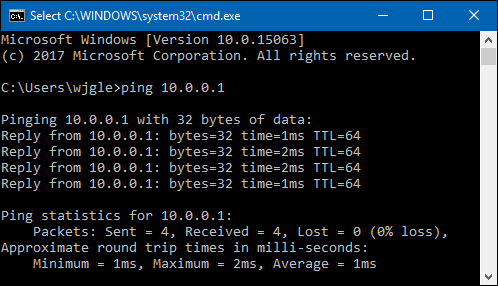 Select C:\WINDOWS\system32\cmd.exe
Microsoft Windows [Version 10.0.15063]
(c) 2017 Microsoft Corporation. All rights reserved.
C:\Users\wjgle>ping 10.0.0.1
Pinging 10.0.0.1 with 32 bytes of data:
Reply from 10.0.0.1: bytes=32 time=1ms TTL=64
Reply from 10.0.0.1: bytes=32 time=2ms TTL=64
Reply from 10.0.0.1: bytes=32 time=2ms TTL=64
Reply from 10.0.0.1: bytes=32 time=1ms TTL=64
Ping statistics for 10.0.0.1:
    Packets: Sent = 4, Received = 4, Lost = 0 (0% loss),
Approximate round trip times in milli-seconds:
    Minimum = 1ms, Maximum = 2ms, Average = 1ms